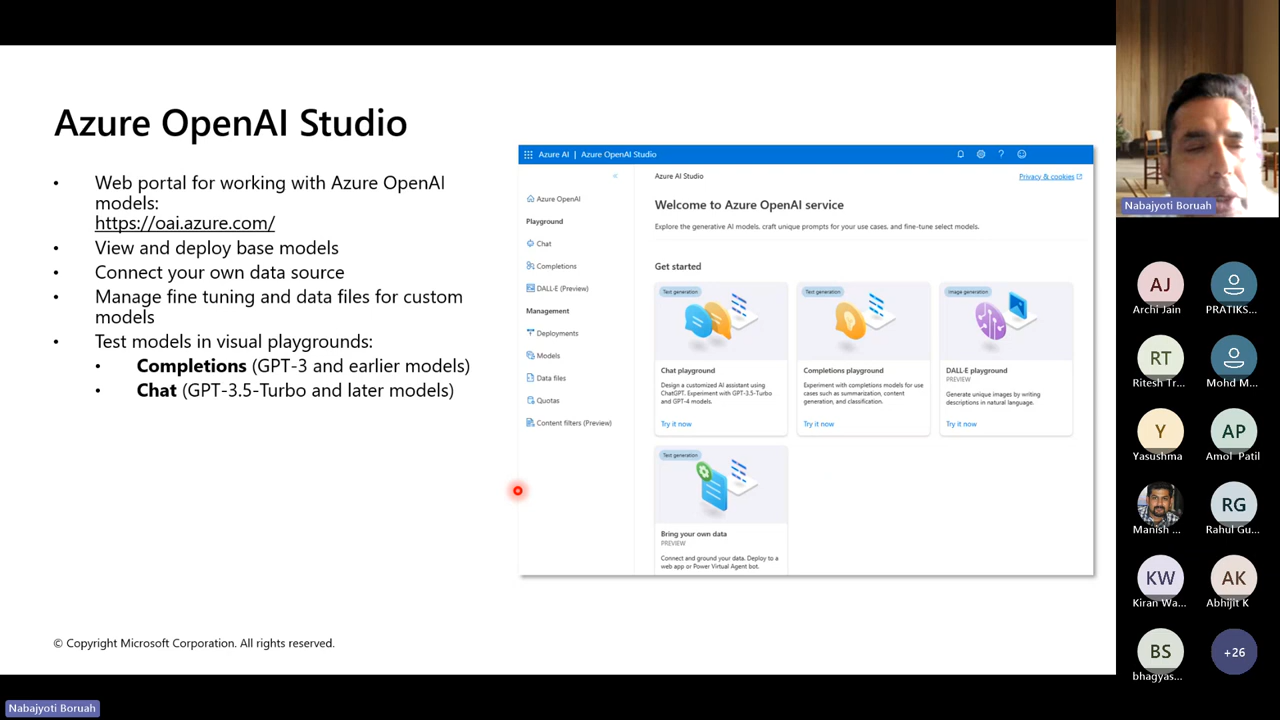 Azure OpenAI Studio
• Web portal for working with Azure OpenAI
models:
https://oai.azure.com/
• View and deploy base models
• Connect your own data source
• Manage fine tuning and data files for custom
models
• Test models in visual playgrounds:
• Completions (GPT-3 and earlier models)
• Chat (GPT-3.5-Turbo and later models)
© Copyright Microsoft Corporation. All rights reserved.
Azure AI | Azure OpenAI Studio
?
«
Azure OpenAI
Playground
Chat
Completions
DALL-E (Preview)
Management
Deployments
Models
Data files
Quotas
Content filters (Preview)
Azure AI Studio
Privacy & cookies
Welcome to Azure OpenAI service
Explore the generative AI models, craft unique prompts for your use cases, and fine-tune select models.
Get started
Text generation
Chat playground
Design a customized AI assistant using
ChatGPT. Experiment with GPT-3.5-Turbo
and GPT-4 models.
Try it now
Text generation
Completions playground
Experiment with completions models for use
cases such as summarization, content
generation, and classification.
Try it now
Image generation
DALL-E playground
PREVIEW
Generate unique images by writing
descriptions in natural language.
Try it now
Text generation
Bring your own data
PREVIEW
Connect and ground your data. Deploy to a
web app or Power Virtual Agent bot.
Nabajyoti Boruah
AJ
Archi Jain
PRATIKS...
RT
Ritesh Tr...
Mohd M...
Y
Yasushma
AP
Amol Patil
Manish ...
RG
Rahul Gu...
KW
Kiran Wa...
AK
Abhijit K
BS
bhagyas...
+26
Nabajyoti Boruah